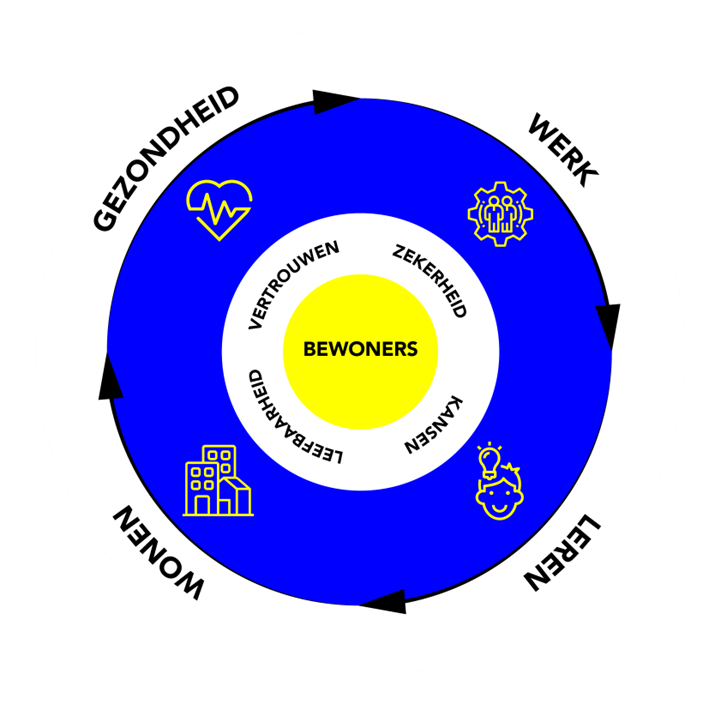 GEZONDHEID
WERK
LEREN
WONEN
VERTROUWEN
ZEKERHEID
KANSEN
LEEFBAARHEID
BEWONERS